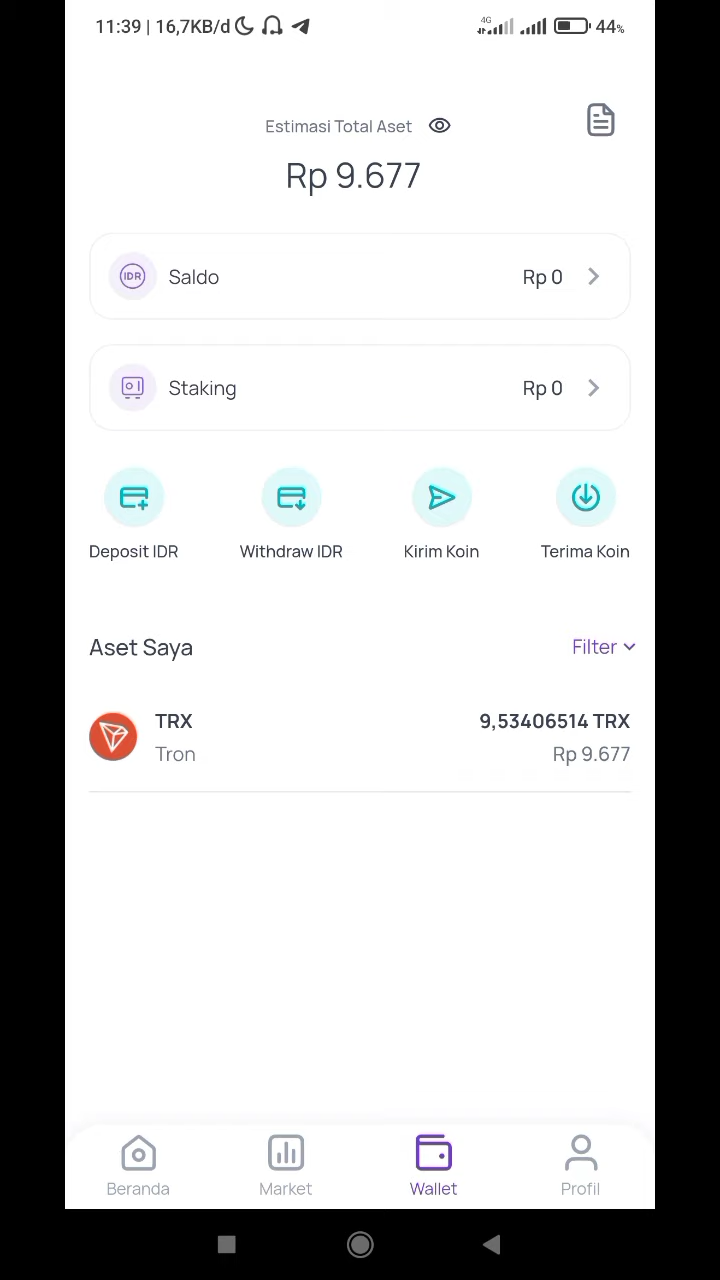 11:39 | 16,7KB/d
4G
44%
Estimasi Total Aset
Rp 9.677
IDR
Saldo
Rp 0
Staking
Rp 0
Deposit IDR
Withdraw IDR
Kirim Koin
Terima Koin
Aset Saya
Filter
TRX
9,53406514 TRX
Tron
Rp 9.677
Beranda
Market
Wallet
Profil